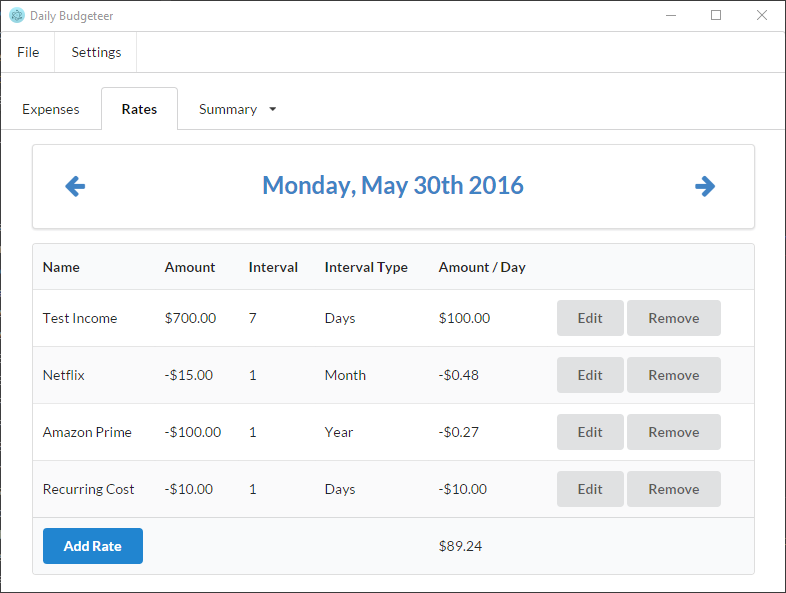 Daily Budgeteer
File Settings
Expenses Rates Summary
Monday, May 30th 2016
Name Amount Interval Interval Type Amount / Day
Test Income $700.00 7 Days $100.00 Edit Remove
Netflix -$15.00 1 Month -$0.48 Edit Remove
Amazon Prime -$100.00 1 Year -$0.27 Edit Remove
Recurring Cost -$10.00 1 Days -$10.00 Edit Remove
Add Rate $89.24